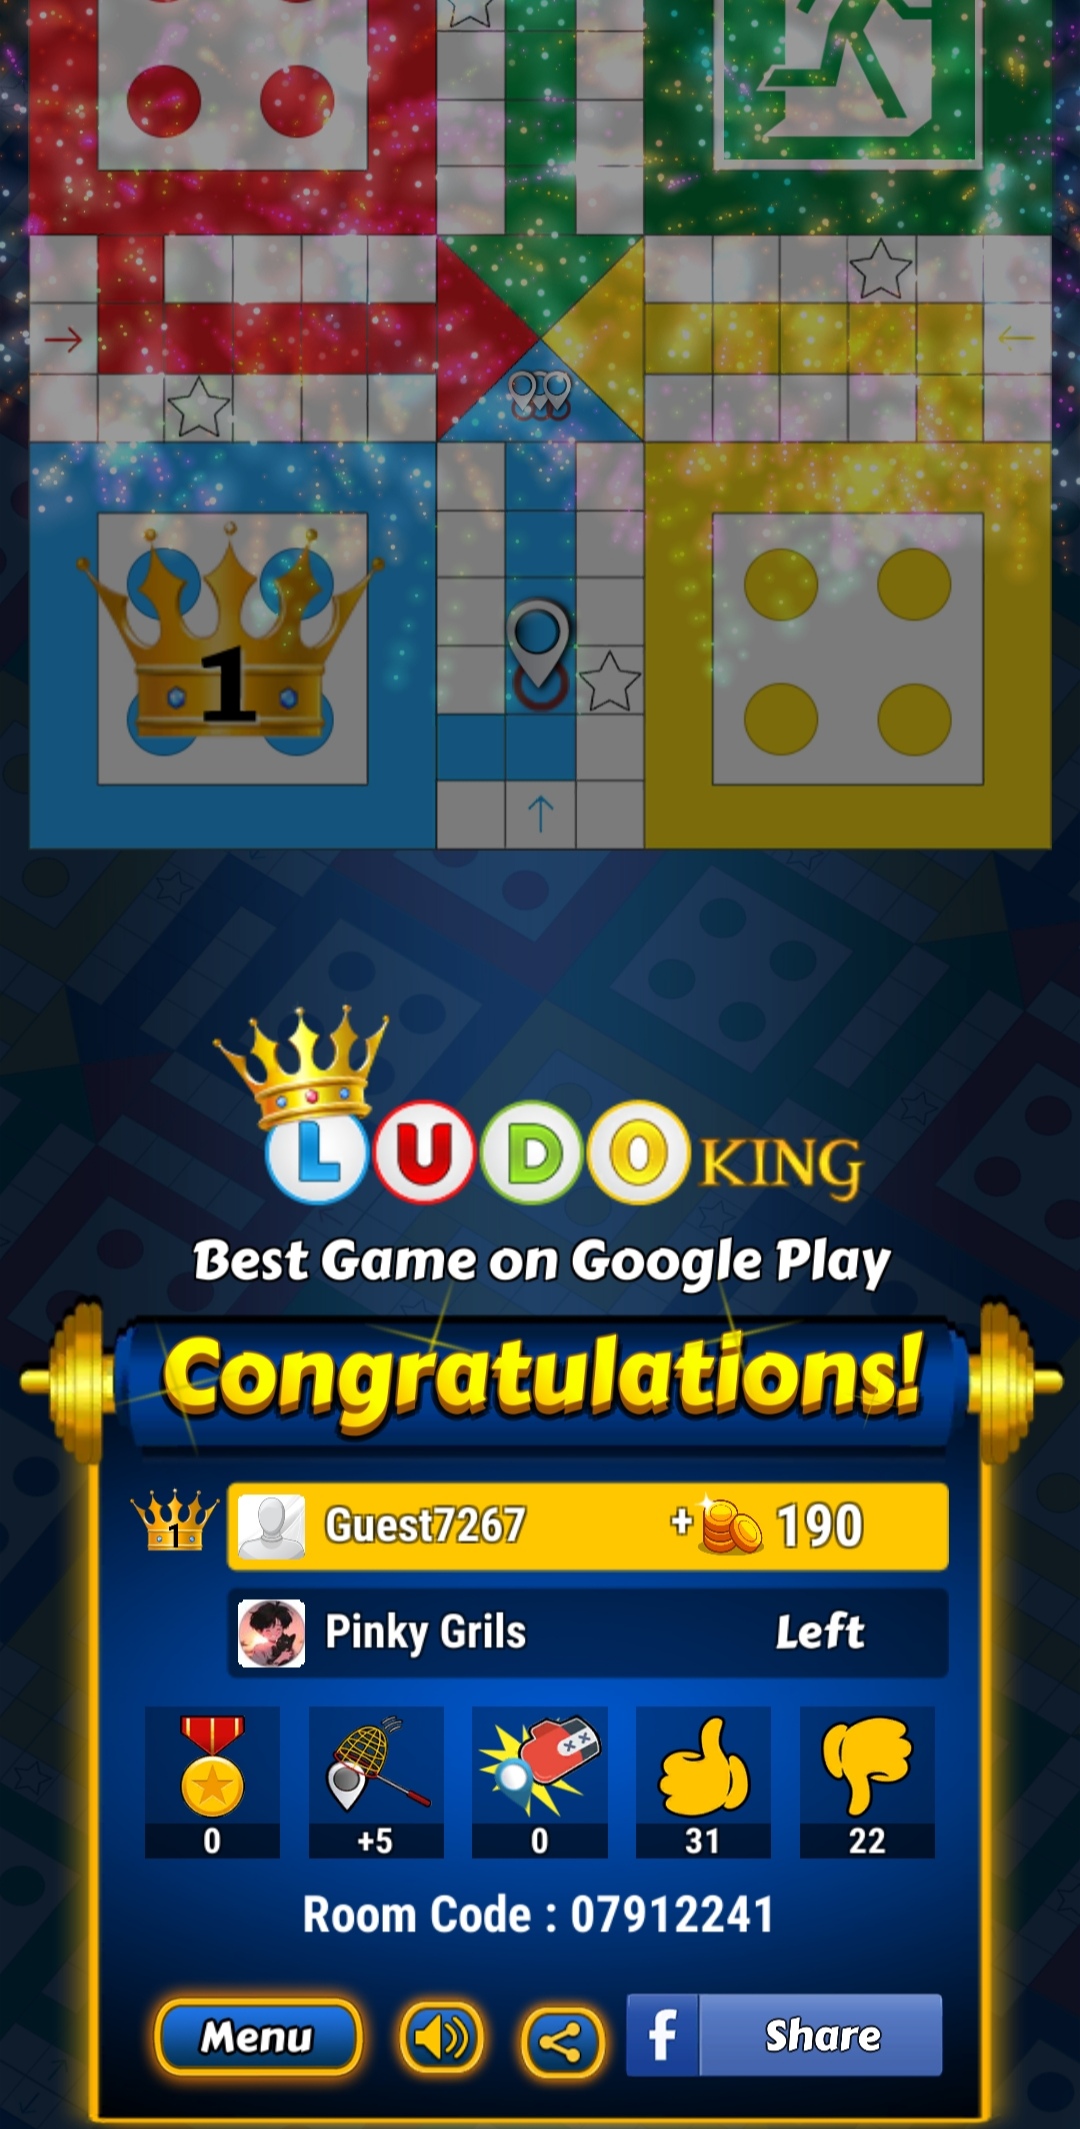 1
LUDO KING
Best Game on Google Play
Congratulations!
1 Guest7267 + 190
Pinky Grils Left
0 +5 0 31 22
Room Code : 07912241
Menu f Share